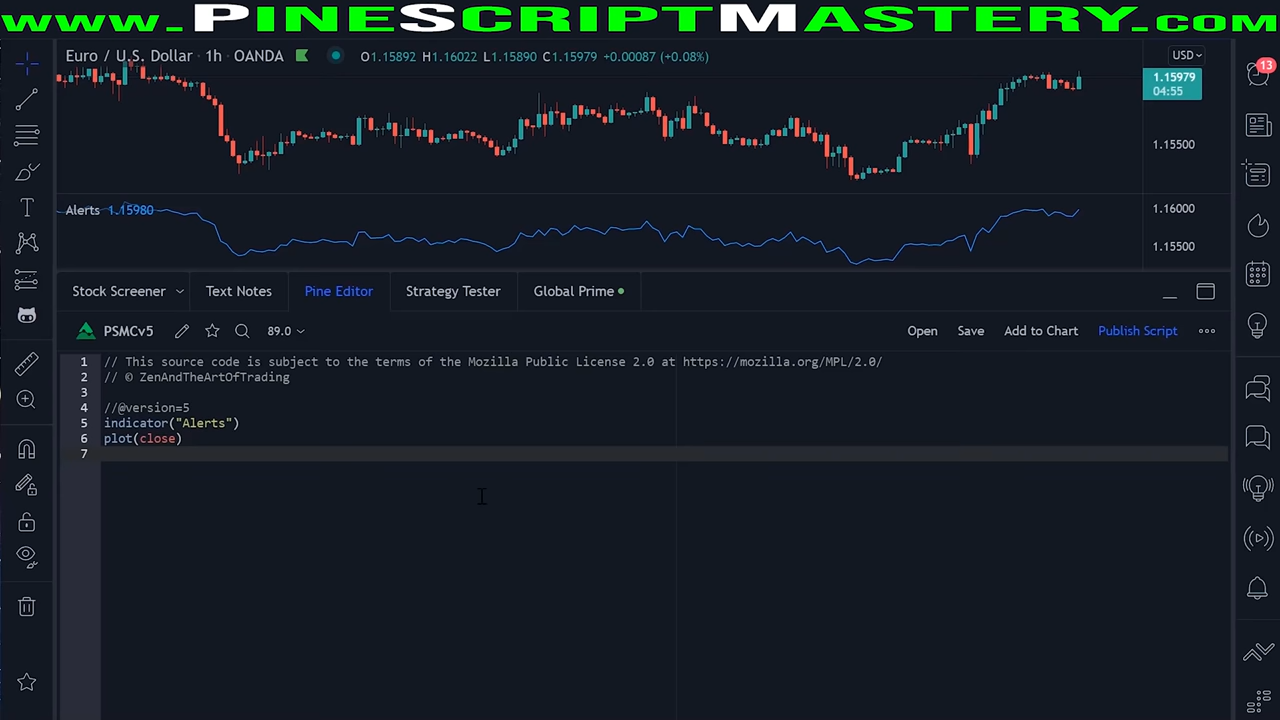 www.PineScriptMastery.com
Euro / U.S. Dollar · 1h · OANDA O1.15892 H1.16022 L1.15890 C1.15979 +0.00087 (+0.08%)
USD
1.15979
04:55
1.15500
Alerts 1.15980
1.16000
1.15500
13
Stock Screener Text Notes Pine Editor Strategy Tester Global Prime
PSMCv5 89.0 Open Save Add to Chart Publish Script
1 // This source code is subject to the terms of the Mozilla Public License 2.0 at https://mozilla.org/MPL/2.0/
2 // © ZenAndTheArtOfTrading
3
4 //@version=5
5 indicator("Alerts")
6 plot(close)
7